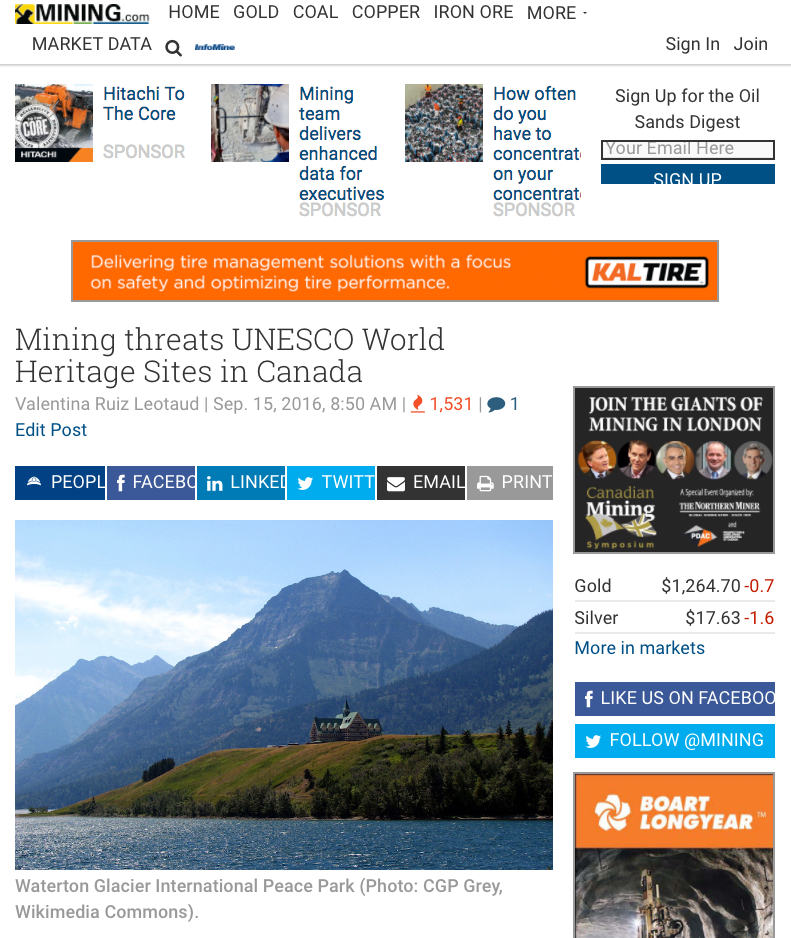 MINING.com
HOME GOLD COAL COPPER IRON ORE MORE
MARKET DATA InfoMine Sign In Join
Hitachi To
The Core
SPONSOR
CORE
HITACHI
Mining
team
delivers
enhanced
data for
executives
SPONSOR
How often
do you
have to
concentrat
on your
concentrat
SPONSOR
Sign Up for the Oil
Sands Digest
Your Email Here
SIGN UP
Delivering tire management solutions with a focus
on safety and optimizing tire performance.
KALTIRE
Mining threats UNESCO World
Heritage Sites in Canada
Valentina Ruiz Leotaud | Sep. 15, 2016, 8:50 AM | 1,531 | 1
Edit Post
PEOPL FACEBO LINKED TWITT EMAIL PRINT
Waterton Glacier International Peace Park (Photo: CGP Grey,
Wikimedia Commons).
JOIN THE GIANTS OF
MINING IN LONDON
Canadian
Mining
Symposium
A Special Event Organized by:
THE NORTHERN MINER
and
PDAC
Gold $1,264.70 -0.7
Silver $17.63 -1.6
More in markets
LIKE US ON FACEBOO
FOLLOW @MINING
BOART
LONGYEAR™